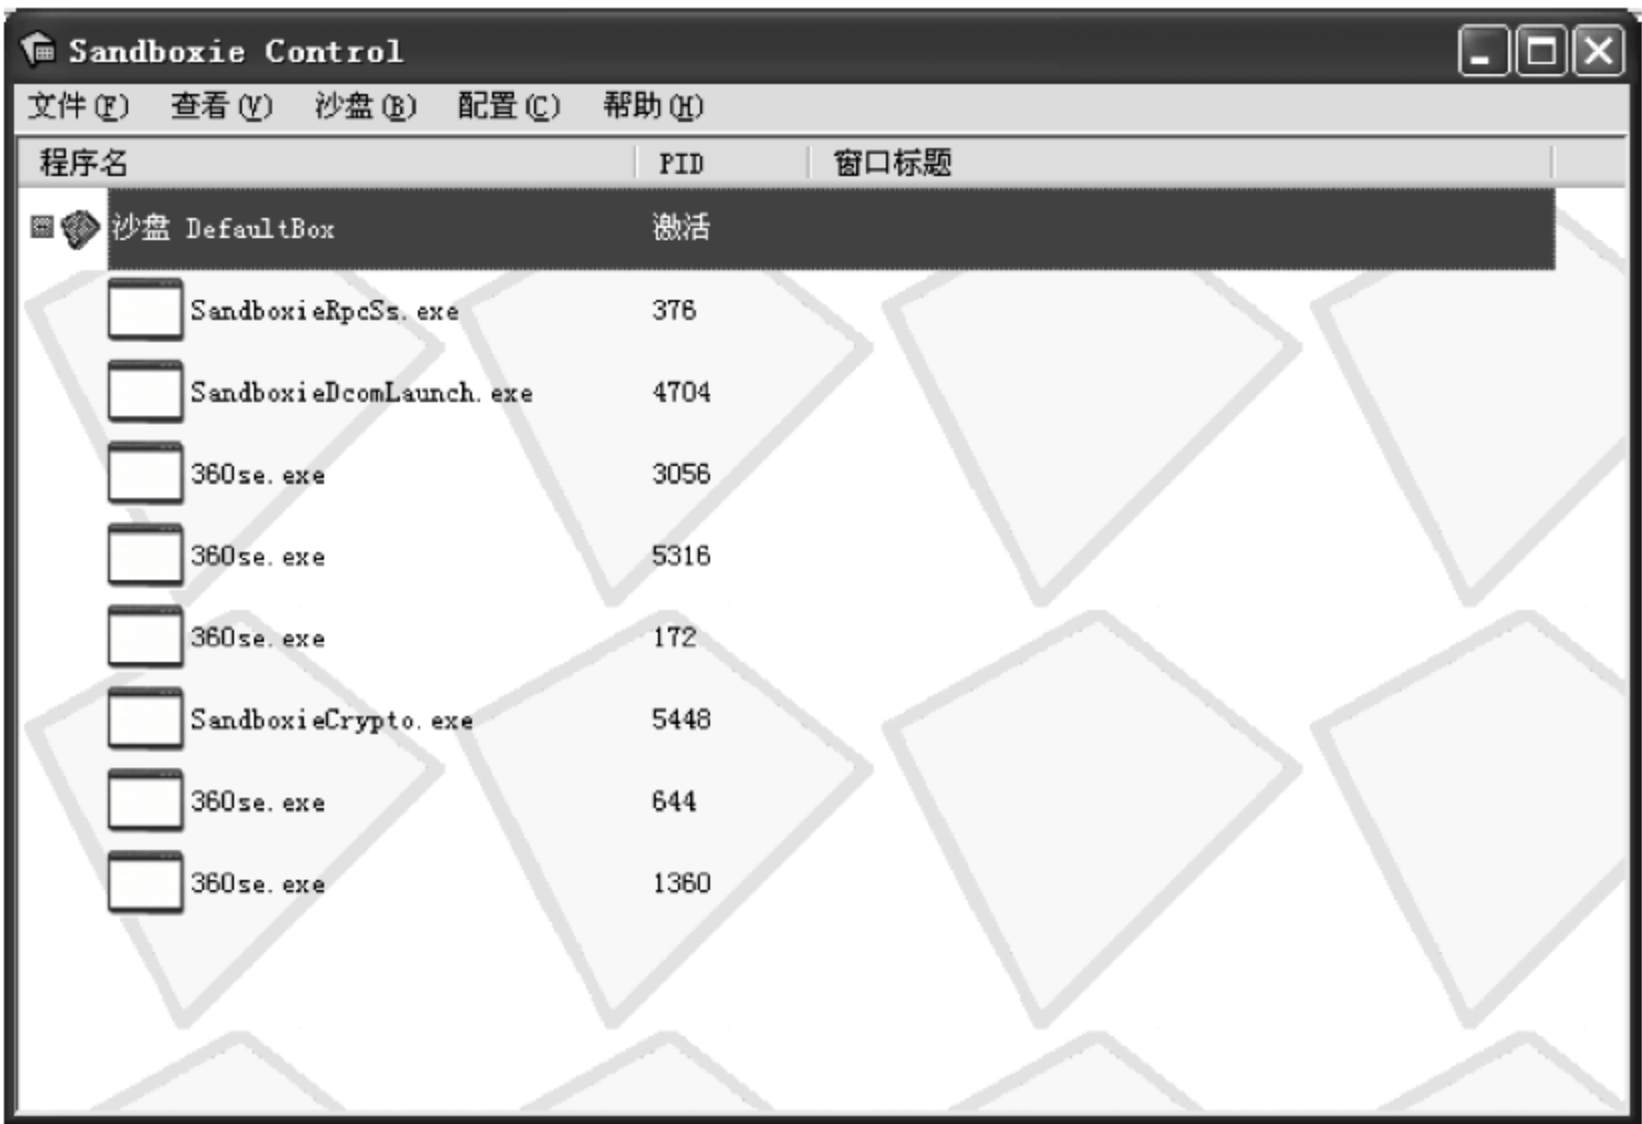 Sandboxie Control
文件(F) 查看(V) 沙盘(B) 配置(C) 帮助(H)
程序名 PID 窗口标题
沙盘 DefaultBox 激活
SandboxieRpcSs.exe 376
SandboxieDcomLaunch.exe 4704
360se.exe 3056
360se.exe 5316
360se.exe 172
SandboxieCrypto.exe 5448
360se.exe 644
360se.exe 1360